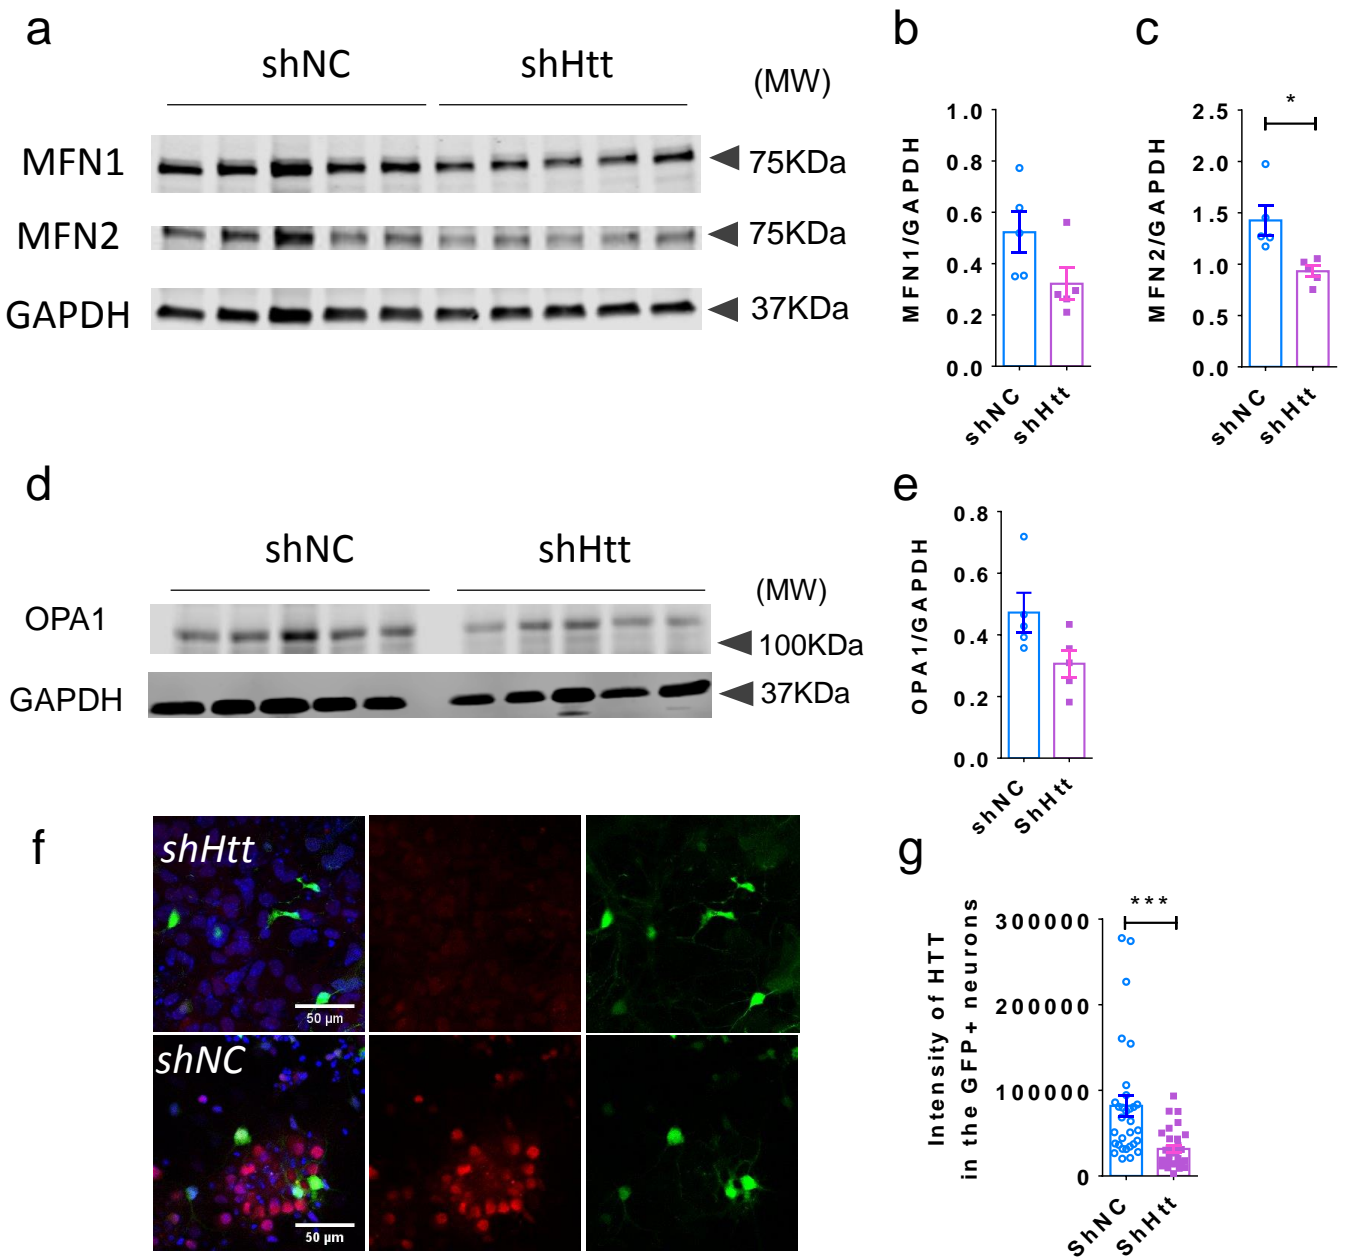 a
shNC
shHtt
(MW)
MFN1
75KDa
MFN2
75KDa
GAPDH
37KDa
b
MFN1/GAPDH
1.0
0.8
0.6
0.4
0.2
0.0
shNC
shHtt
c
MFN2/GAPDH
2.5
2.0
1.5
1.0
0.5
0.0
*
shNC
shHtt
d
shNC
shHtt
(MW)
OPA1
100KDa
GAPDH
37KDa
e
OPA1/GAPDH
0.8
0.6
0.4
0.2
0.0
shNC
ShHtt
f
shHtt
50 µm
shNC
50 µm
g
Intensity of HTT
in the GFP+ neurons
300000
200000
100000
0
***
ShNC
ShHtt